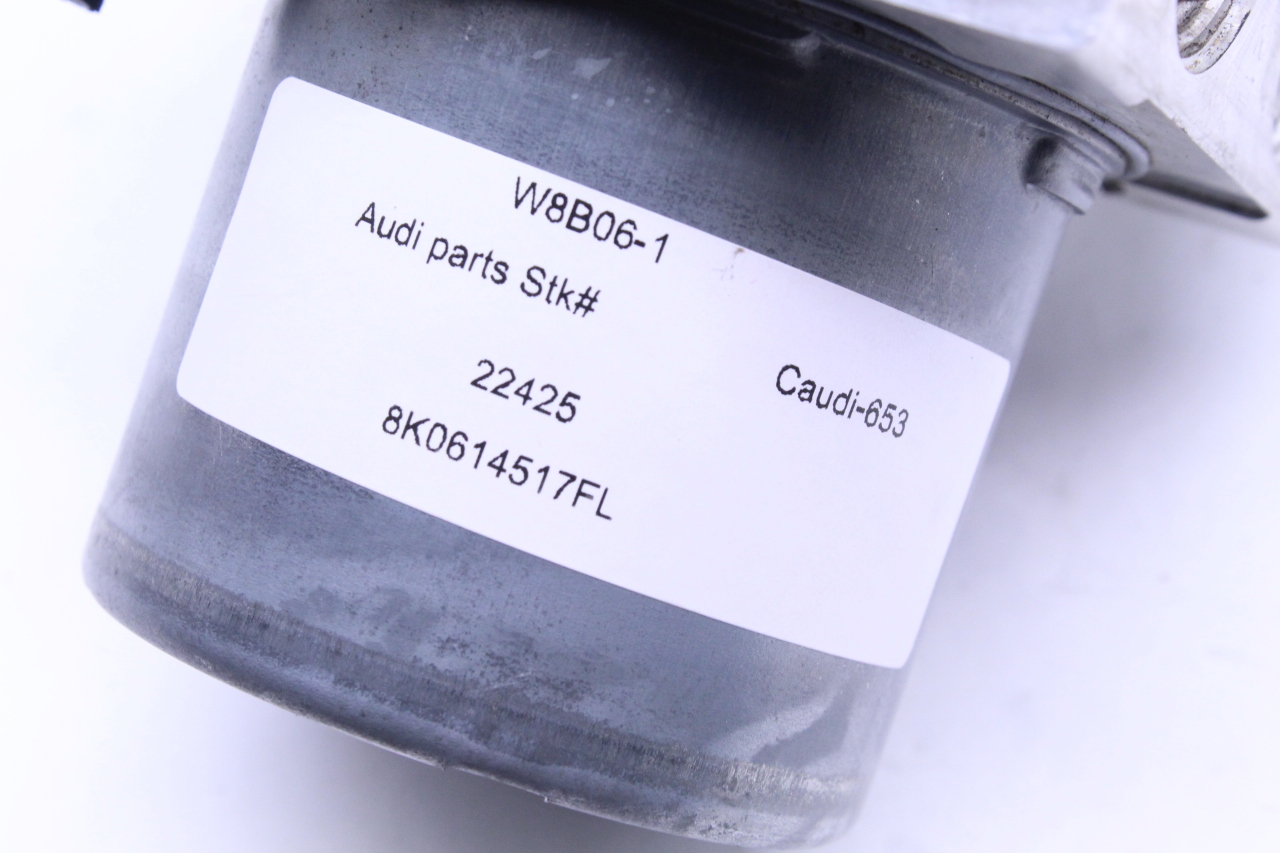 W8B06-1
Audi parts Stk#
22425
Caudi-653
8K0614517FL